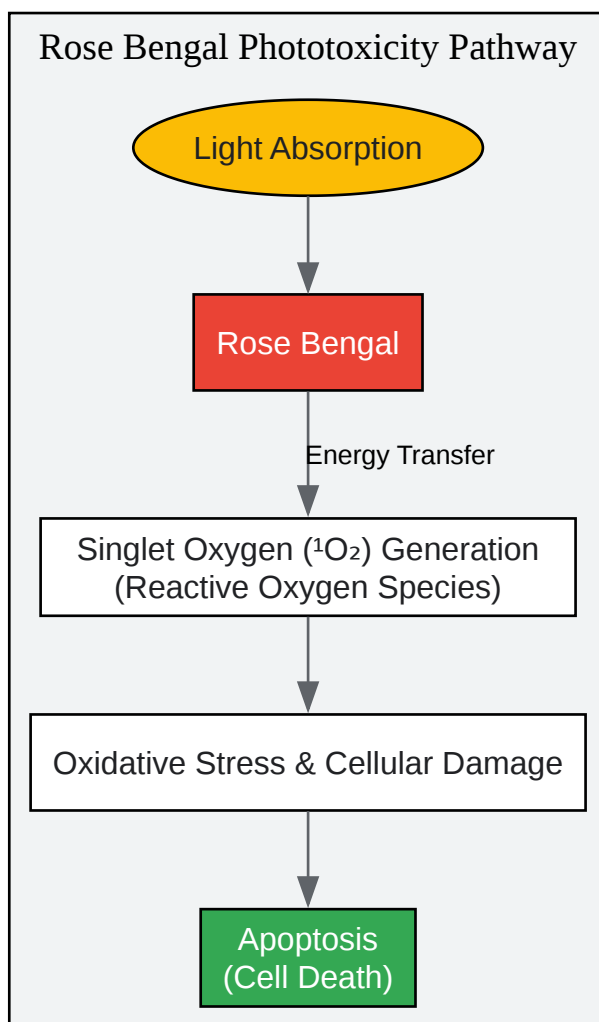 Rose Bengal Phototoxicity Pathway
Light Absorption
Rose Bengal
Energy Transfer
Singlet Oxygen (¹O₂) Generation
(Reactive Oxygen Species)
Oxidative Stress & Cellular Damage
Apoptosis
(Cell Death)